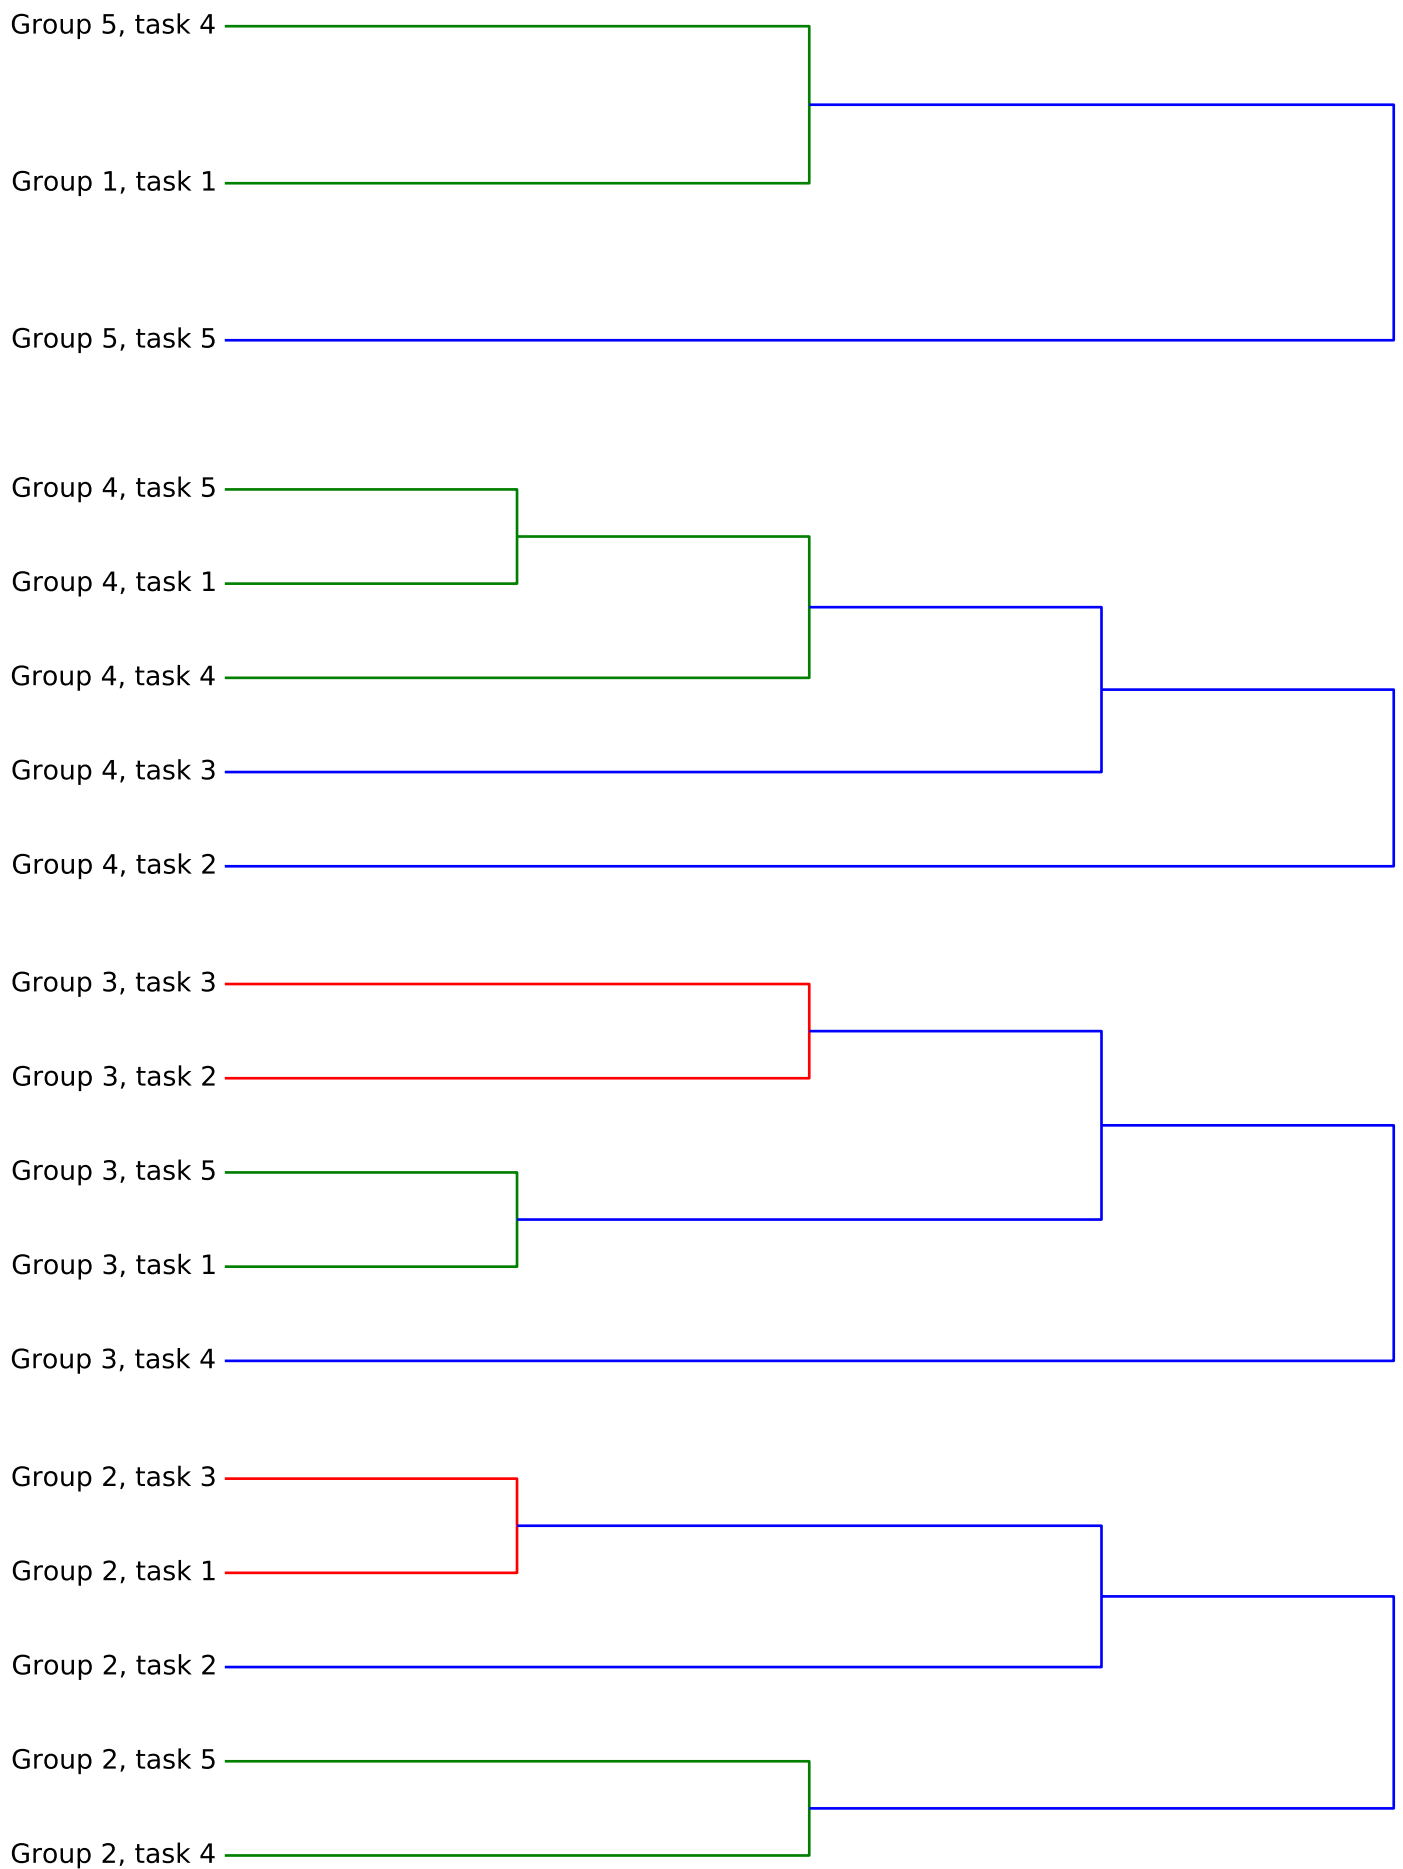 Group 5, task 4
Group 1, task 1
Group 5, task 5
Group 4, task 5
Group 4, task 1
Group 4, task 4
Group 4, task 3
Group 4, task 2
Group 3, task 3
Group 3, task 2
Group 3, task 5
Group 3, task 1
Group 3, task 4
Group 2, task 3
Group 2, task 1
Group 2, task 2
Group 2, task 5
Group 2, task 4